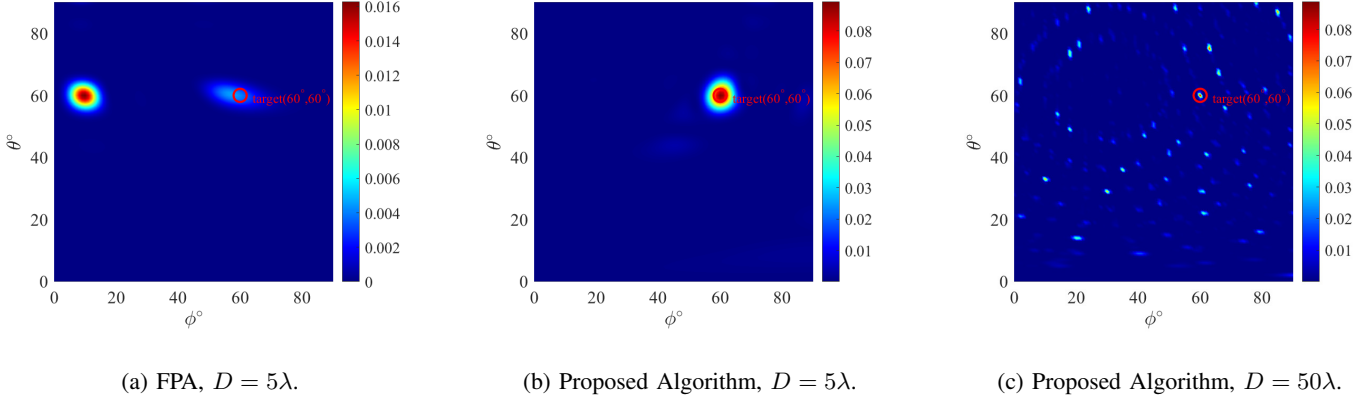 80
60
40
20
0
θ°
0 20 40 60 80
ϕ°
target(60°,60°)
0.016
0.014
0.012
0.01
0.008
0.006
0.004
0.002
0
(a) FPA, D = 5λ.
80
60
40
20
0
θ°
0 20 40 60 80
ϕ°
target(60°,60°)
0.08
0.07
0.06
0.05
0.04
0.03
0.02
0.01
(b) Proposed Algorithm, D = 5λ.
80
60
40
20
0
θ°
0 20 40 60 80
ϕ°
target(60°,60°)
0.08
0.07
0.06
0.05
0.04
0.03
0.02
0.01
(c) Proposed Algorithm, D = 50λ.